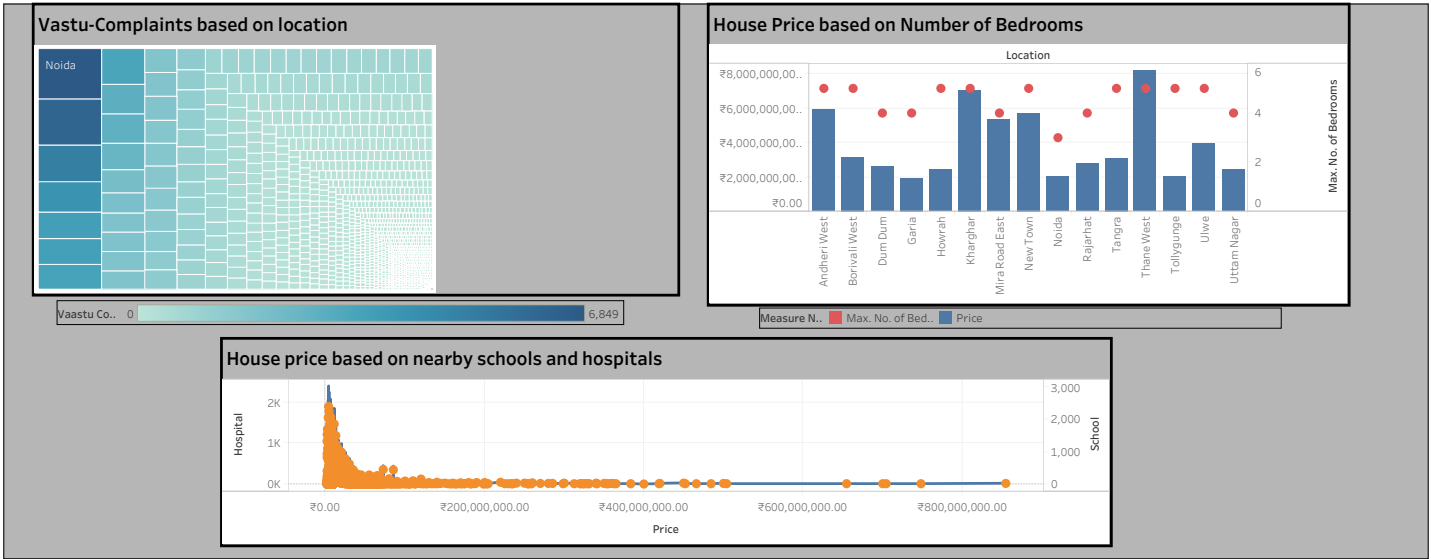 Vastu-Complaints based on location
Noida
Vaastu Co.. 0 6,849
House Price based on Number of Bedrooms
Location
₹8,000,000,00..
₹6,000,000,00..
₹4,000,000,00..
₹2,000,000,00..
₹0.00
6
4
2
0
Max. No. of Bedrooms
Andheri West
Borivali West
Dum Dum
Garia
Howrah
Kharghar
Mira Road East
New Town
Noida
Rajarhat
Tangra
Thane West
Tollygunge
Ulwe
Uttam Nagar
Measure N.. Max. No. of Bed.. Price
House price based on nearby schools and hospitals
Hospital
2K
1K
0K
3,000
2,000
1,000
0
School
₹0.00 ₹200,000,000.00 ₹400,000,000.00 ₹600,000,000.00 ₹800,000,000.00
Price